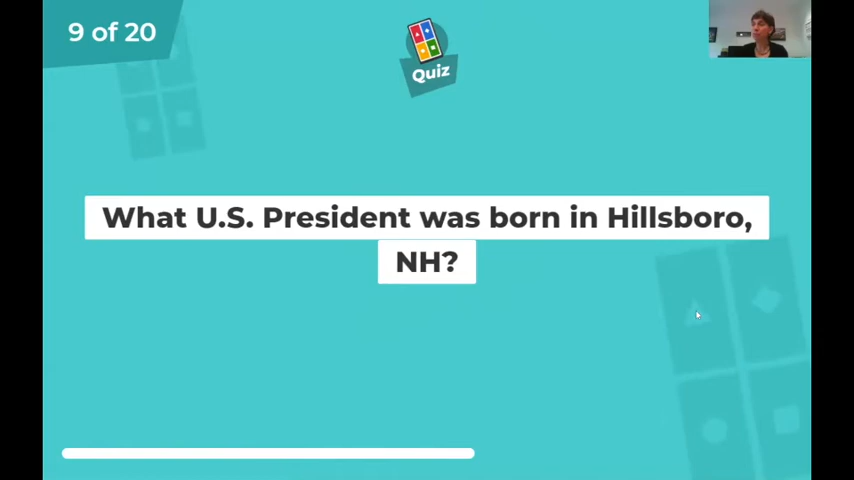 9 of 20
Quiz
What U.S. President was born in Hillsboro,
NH?